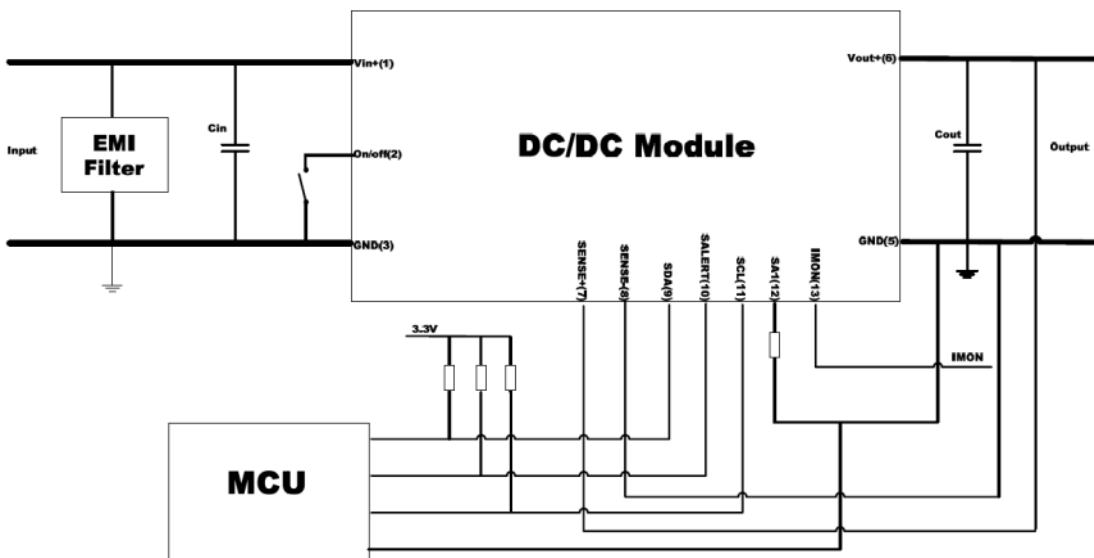 Vin+(1)
Vout+(6)
Input
EMI
Filter
Cin
On/off(2)
DC/DC Module
Cout
Output
GND(3)
GND(5)
SENSE+(7)
SENSE-(8)
SDA(9)
SALERT(10)
SCL(11)
SA1(12)
IMON(13)
3.3V
IMON
MCU